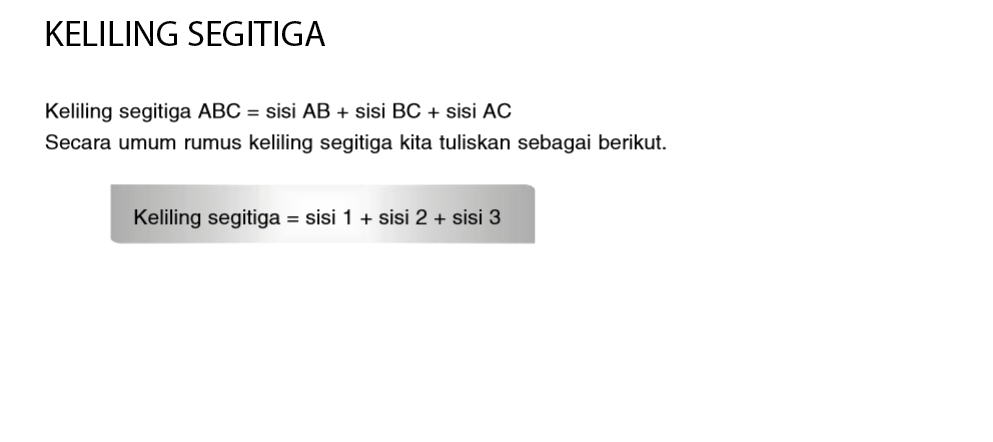 KELILING SEGITIGA
Keliling segitiga ABC = sisi AB + sisi BC + sisi AC
Secara umum rumus keliling segitiga kita tuliskan sebagai berikut.
Keliling segitiga = sisi 1 + sisi 2 + sisi 3